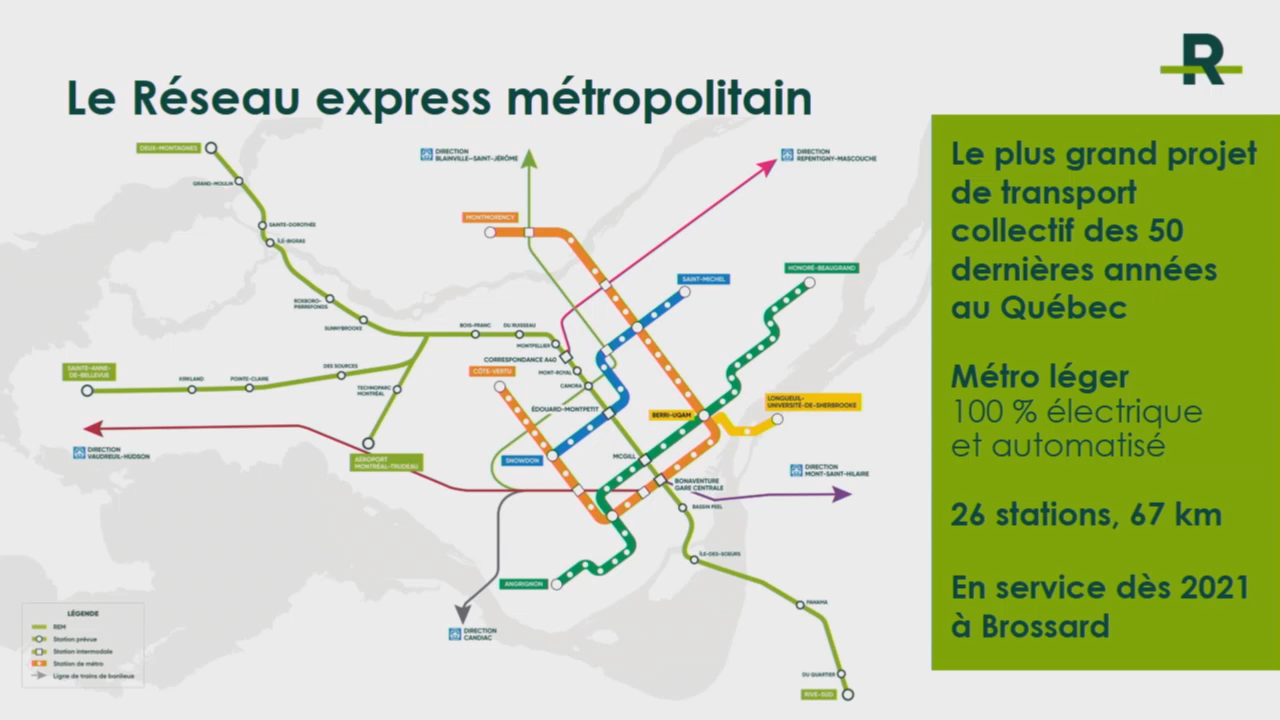 R
Le Réseau express métropolitain
Le plus grand projet
de transport
collectif des 50
dernières années
au Québec
Métro léger
100 % électrique
et automatisé
26 stations, 67 km
En service dès 2021
à Brossard
DEUX-MONTAGNES
GRAND-MOULIN
SAINTE-DOROTHÉE
ÎLE-BIGRAS
ROXBORO-
PIERREFONDS
SUNNYBROOKE
BOIS-FRANC
DU RUISSEAU
MONTPELLIER
CORRESPONDANCE A40
MONT-ROYAL
CANORA
ÉDOUARD-MONTPETIT
MCGILL
BONAVENTURE
GARE CENTRALE
BASSIN PEEL
ÎLE-DES-SOEURS
PANAMA
DU QUARTIER
RIVE-SUD
SAINTE-ANNE-
DE-BELLEVUE
KIRKLAND
POINTE-CLAIRE
DES SOURCES
TECHNOPARC
MONTRÉAL
AÉROPORT
MONTRÉAL-TRUDEAU
DIRECTION
BLAINVILLE–SAINT-JÉRÔME
DIRECTION
REPENTIGNY-MASCOUCHE
MONTMORENCY
SAINT-MICHEL
HONORÉ-BEAUGRAND
CÔTE-VERTU
BERRI-UQAM
LONGUEUIL–
UNIVERSITÉ-DE-SHERBROOKE
SNOWDON
ANGRIGNON
DIRECTION
VAUDREUIL-HUDSON
DIRECTION
MONT-SAINT-HILAIRE
DIRECTION
CANDIAC
LÉGENDE
REM
Station prévue
Station intermodale
Station de métro
Ligne de trains de banlieue